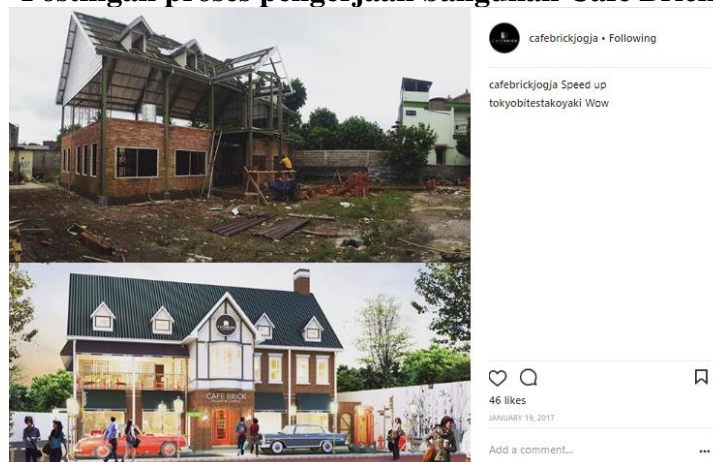 Postingan proses pengerjaan bangunan Cafe Brick
cafebrickjogja • Following
cafebrickjogja Speed up
tokyobitestakoyaki Wow
CAFE BRICK
46 likes
JANUARY 19, 2017
Add a comment...